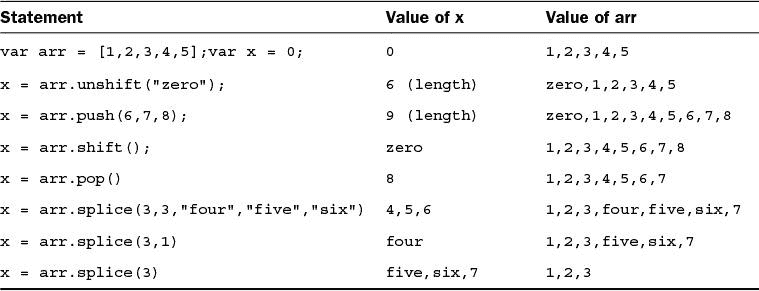 Statement Value of x Value of arr
var arr = [1,2,3,4,5];var x = 0; 0 1,2,3,4,5
x = arr.unshift("zero"); 6 (length) zero,1,2,3,4,5
x = arr.push(6,7,8); 9 (length) zero,1,2,3,4,5,6,7,8
x = arr.shift(); zero 1,2,3,4,5,6,7,8
x = arr.pop() 8 1,2,3,4,5,6,7
x = arr.splice(3,3,"four","five","six") 4,5,6 1,2,3,four,five,six,7
x = arr.splice(3,1) four 1,2,3,five,six,7
x = arr.splice(3) five,six,7 1,2,3